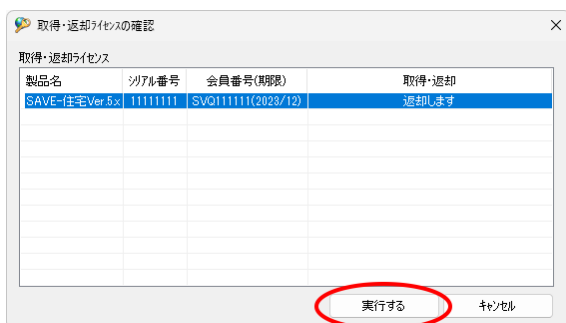 取得・返却ライセンスの確認
取得・返却ライセンス
製品名 シリアル番号 会員番号(期限) 取得・返却
SAVE-住宅Ver.5.x 11111111 SVQ111111(2023/12) 返却します
実行する キャンセル